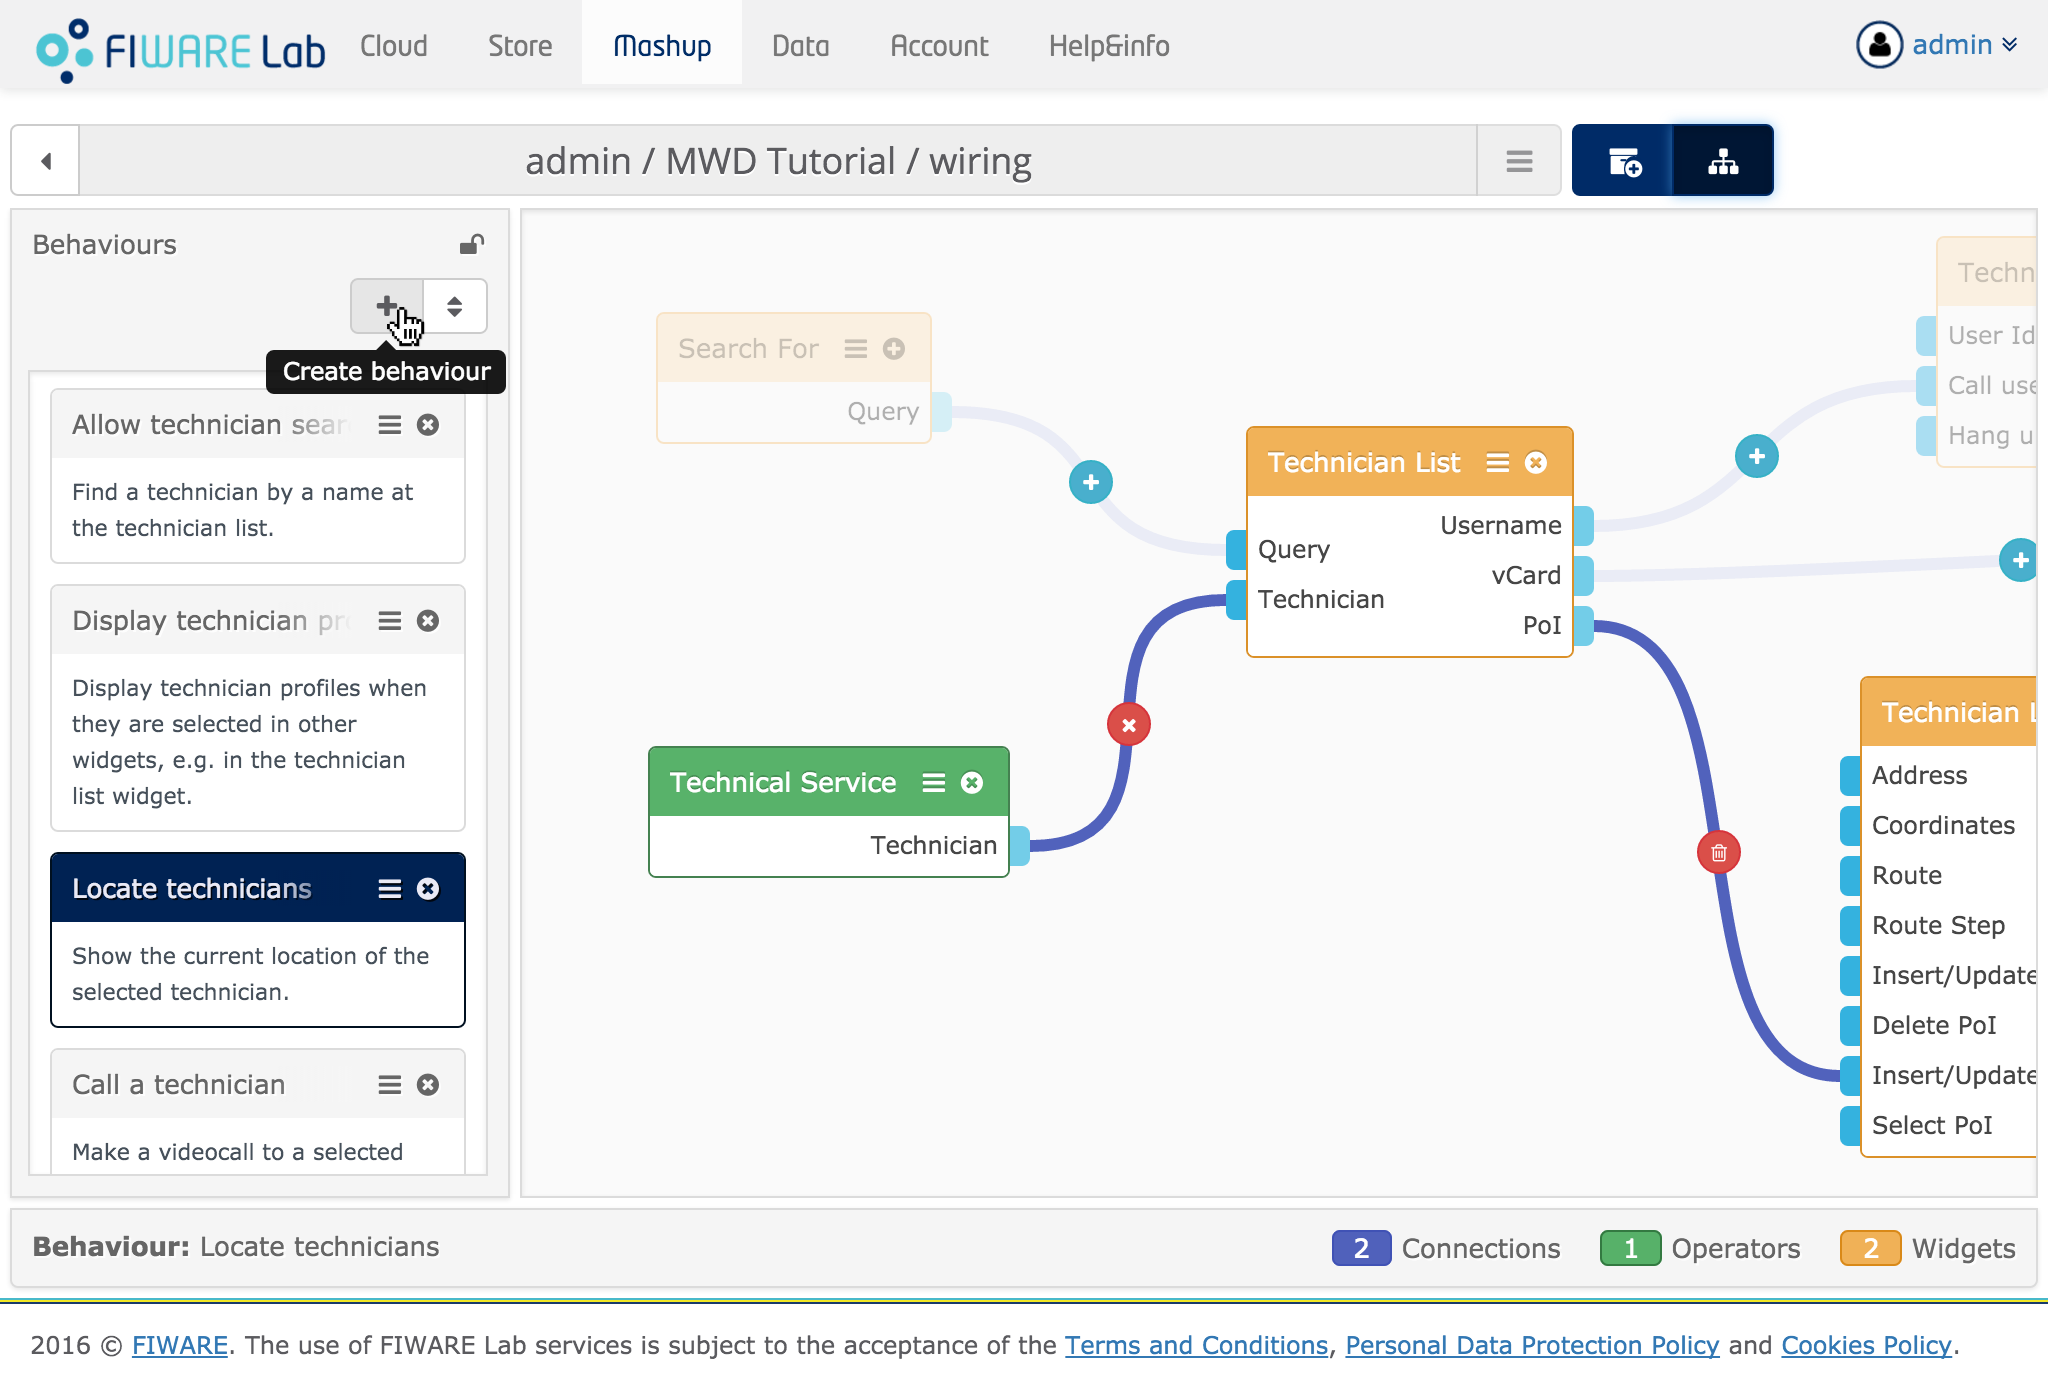 FIWARE Lab
Cloud
Store
Mashup
Data
Account
Help&info
admin
admin / MWD Tutorial / wiring
Behaviours
Create behaviour
Allow technician sear
Find a technician by a name at
the technician list.
Display technician pro
Display technician profiles when
they are selected in other
widgets, e.g. in the technician
list widget.
Locate technicians
Show the current location of the
selected technician.
Call a technician
Make a videocall to a selected
Search For
Query
Technician List
Query
Technician
Username
vCard
PoI
Technical Service
Technician
Techn
User Id
Call use
Hang u
Technician L
Address
Coordinates
Route
Route Step
Insert/Update
Delete PoI
Insert/Update
Select PoI
Behaviour: Locate technicians
2 Connections
1 Operators
2 Widgets
2016 © FIWARE. The use of FIWARE Lab services is subject to the acceptance of the Terms and Conditions, Personal Data Protection Policy and Cookies Policy.